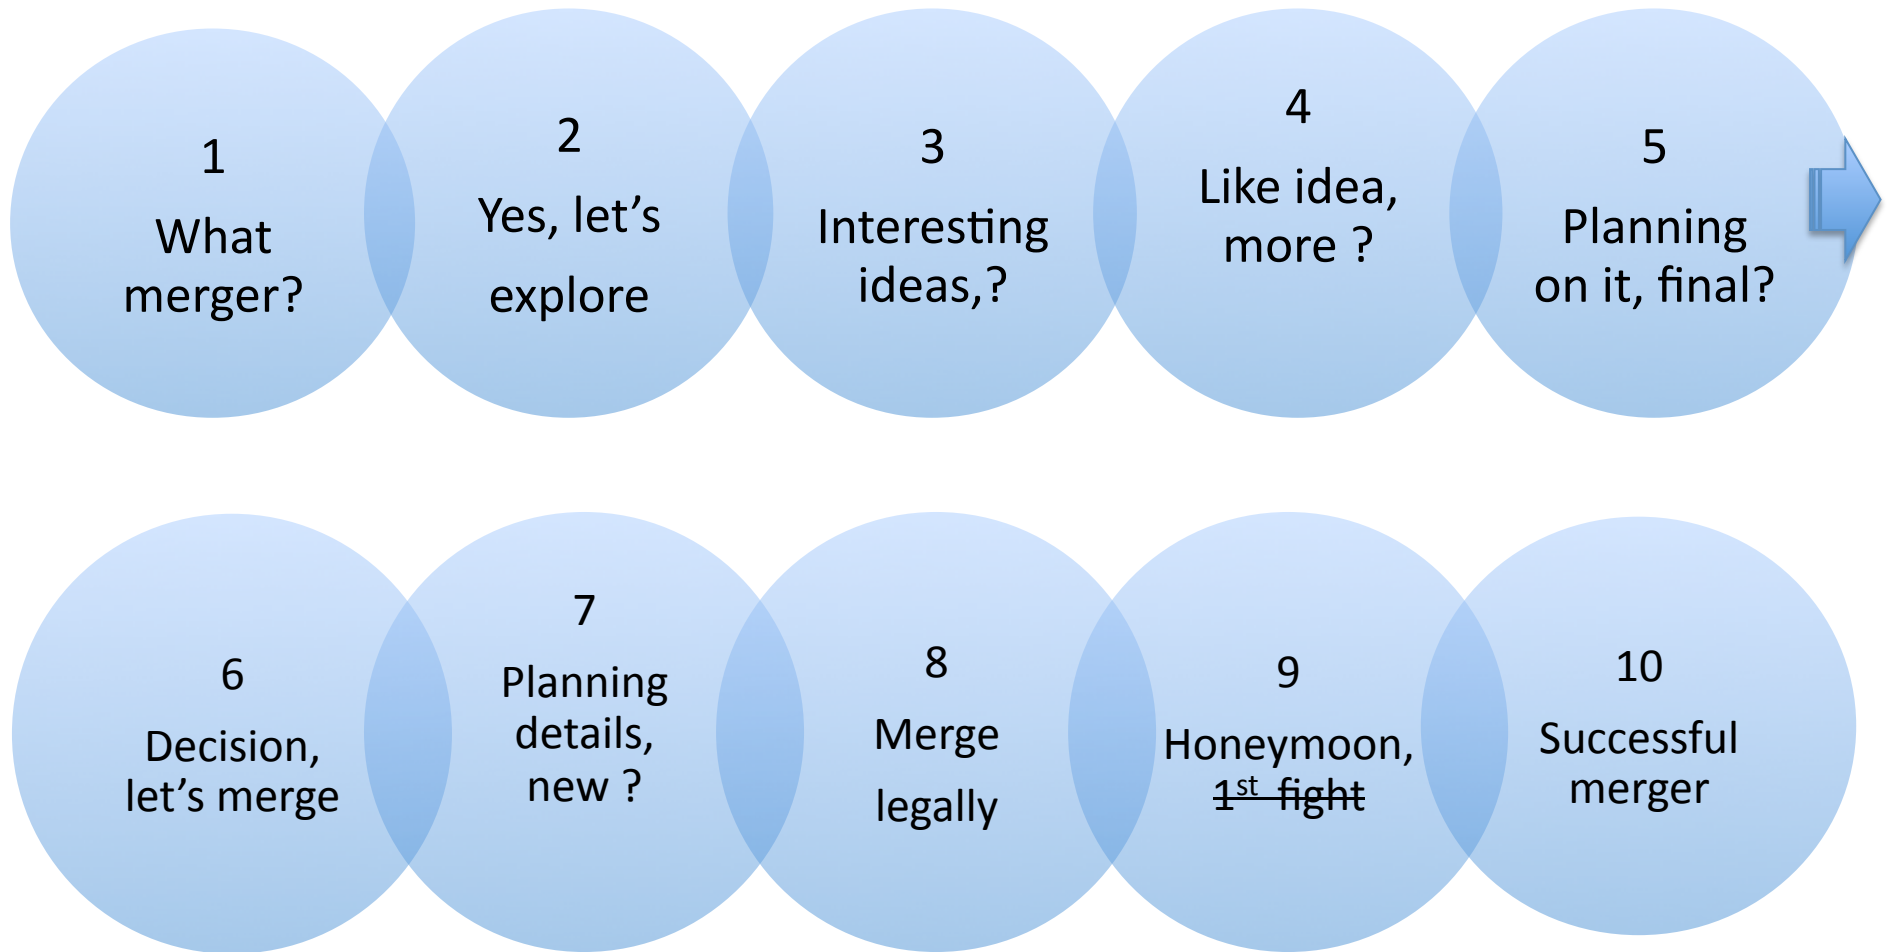 1
What
merger?
2
Yes, let’s
explore
3
Interesting
ideas,?
4
Like idea,
more ?
5
Planning
on it, final?
6
Decision,
let’s merge
7
Planning
details,
new ?
8
Merge
legally
9
Honeymoon,
1st fight
10
Successful
merger